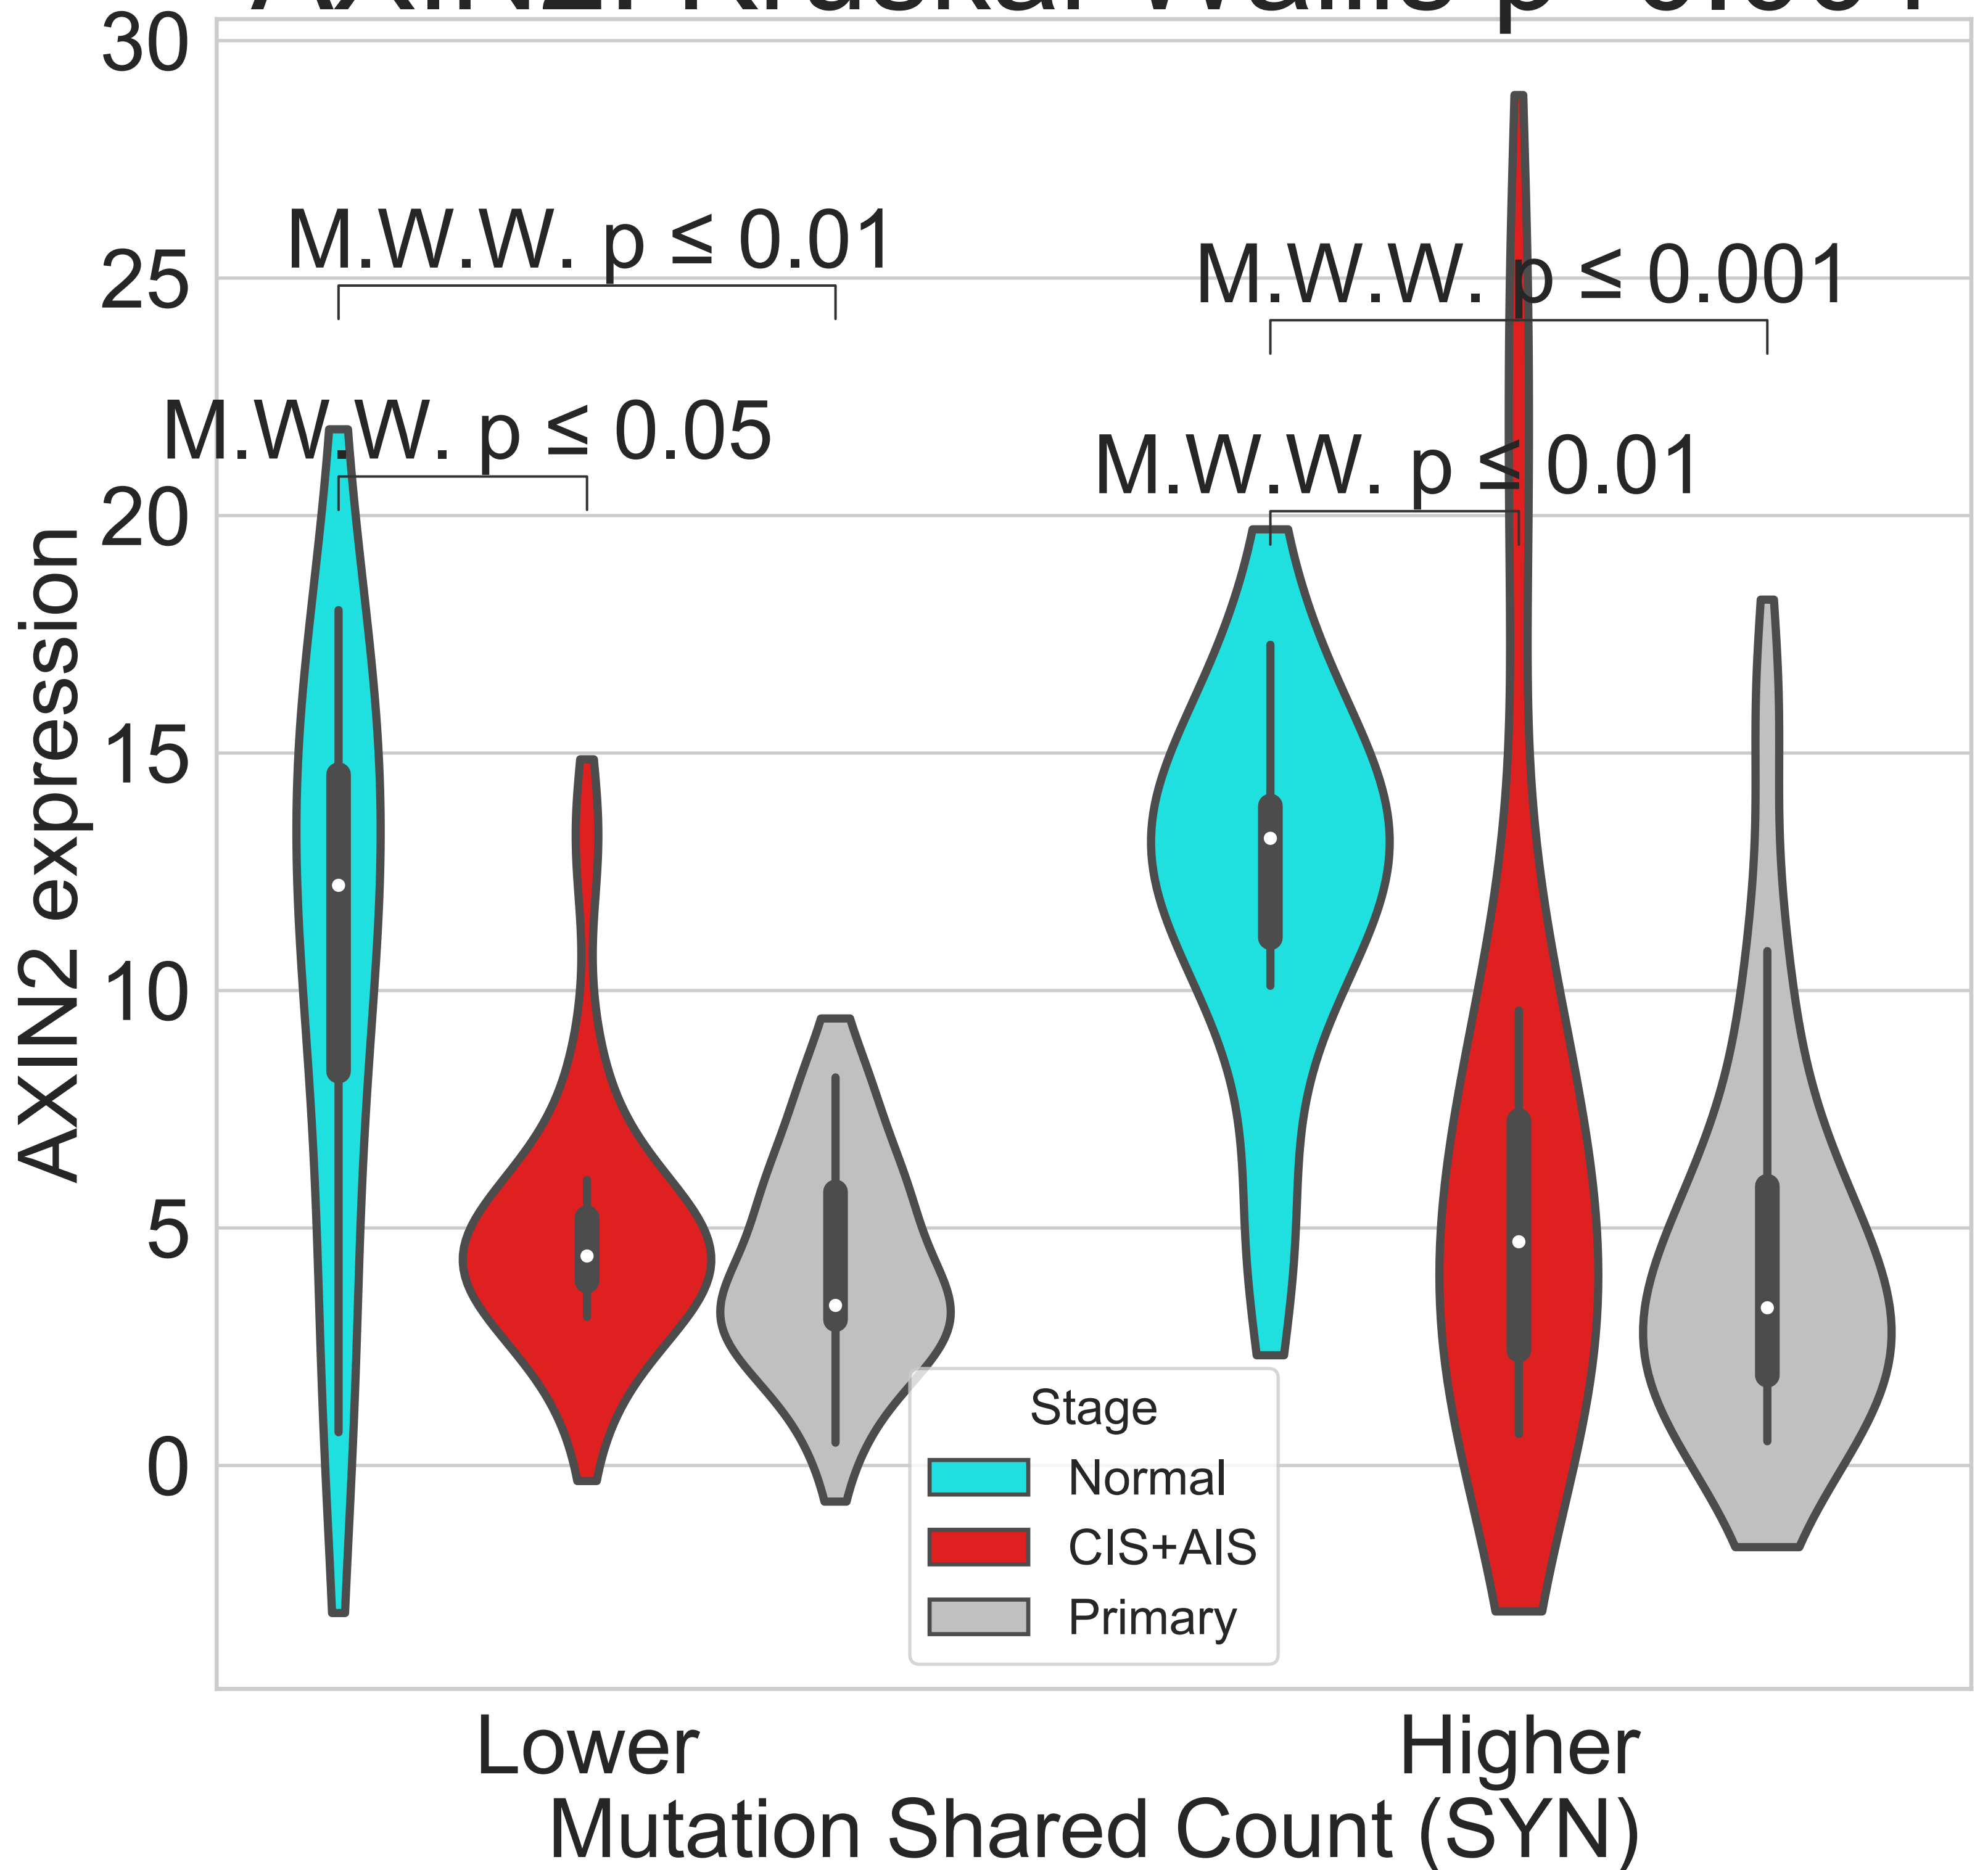 30
25
20
15
10
5
0
AXIN2 expression
M.W.W. p ≤ 0.01
M.W.W. p ≤ 0.05
M.W.W. p ≤ 0.001
M.W.W. p ≤ 0.01
Stage
Normal
CIS+AIS
Primary
Lower
Higher
Mutation Shared Count (SYN)